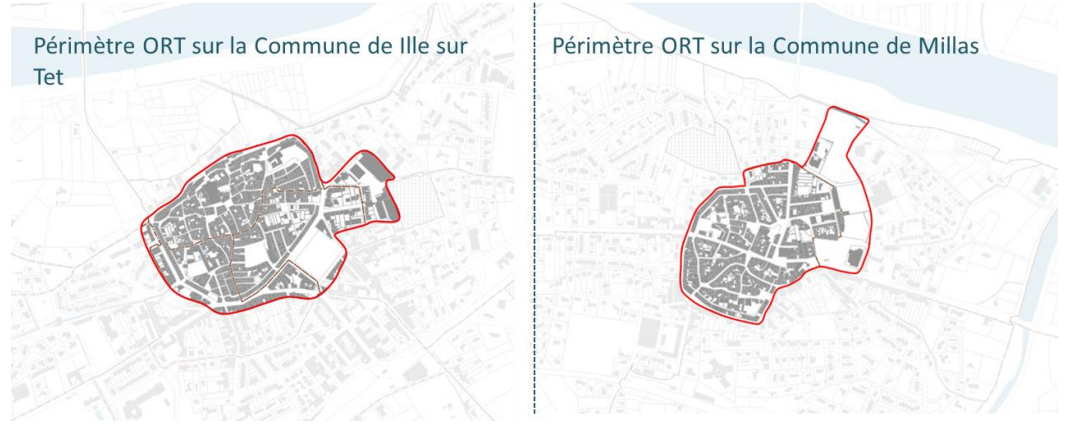 Périmètre ORT sur la Commune de Ille sur
Tet
Périmètre ORT sur la Commune de Millas